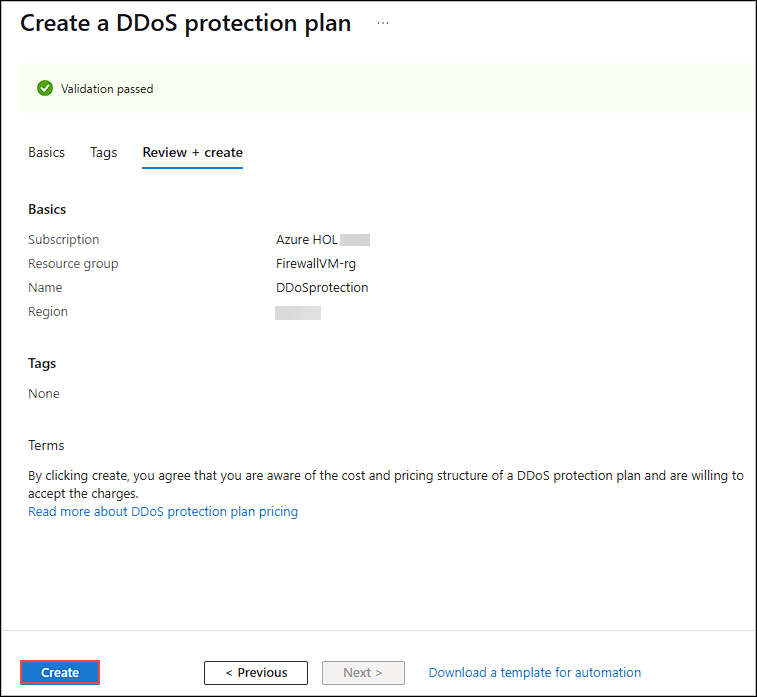 Create a DDoS protection plan ...
Validation passed
Basics Tags Review + create
Basics
Subscription Azure HOL
Resource group FirewallVM-rg
Name DDoSprotection
Region
Tags
None
Terms
By clicking create, you agree that you are aware of the cost and pricing structure of a DDoS protection plan and are willing to
accept the charges.
Read more about DDoS protection plan pricing
Create < Previous Next > Download a template for automation